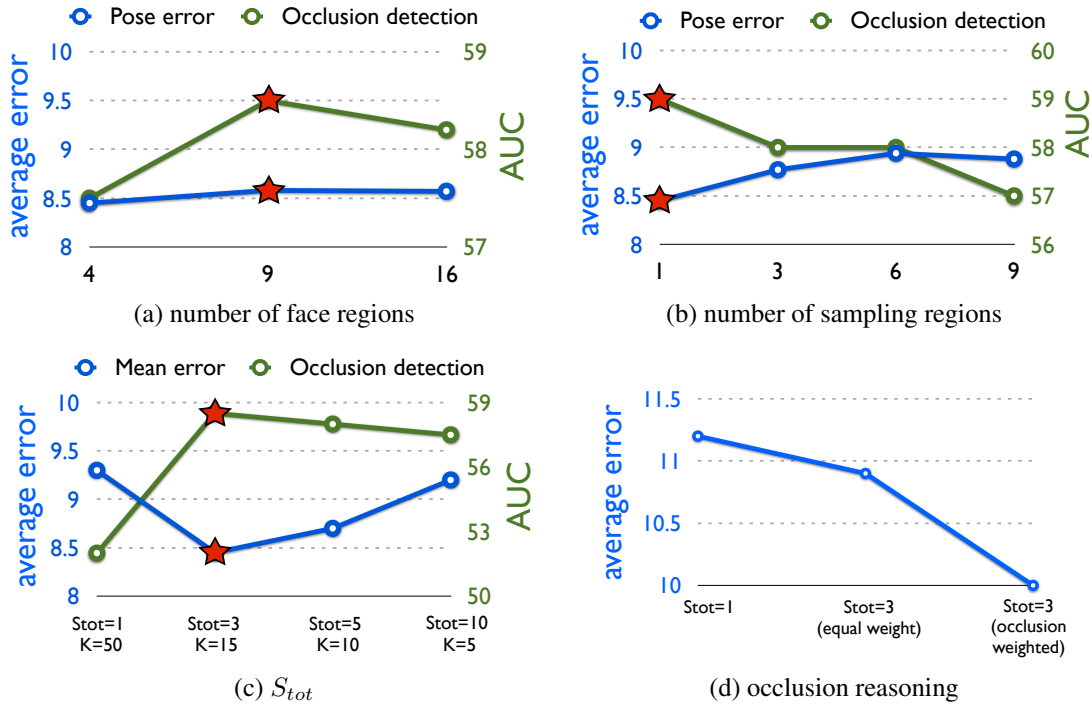 Pose error Occlusion detection
10
9.5
9
8.5
8
average error
59
58
57
AUC
4 9 16
(a) number of face regions
Pose error Occlusion detection
10
9.5
9
8.5
8
average error
60
59
58
57
56
AUC
1 3 6 9
(b) number of sampling regions
Mean error Occlusion detection
10
9.5
9
8.5
8
average error
59
56
53
50
AUC
Stot=1 Stot=3 Stot=5 Stot=10
K=50 K=15 K=10 K=5
(c) S_{tot}
11.5
11
10.5
10
average error
Stot=1 Stot=3 Stot=3
(equal weight) (occlusion
weighted)
(d) occlusion reasoning